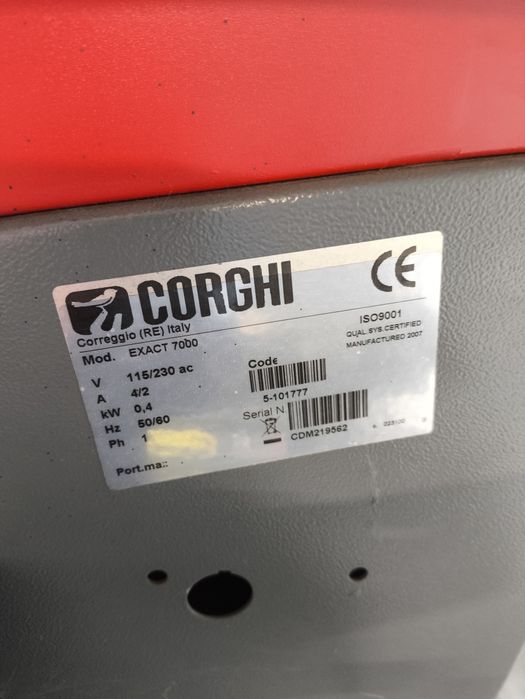 CORGHI
CE
Correggio (RE) Italy
Mod. EXACT 7000
ISO9001
QUAL SYS.CERTIFIED
MANUFACTURED 2007
V 115/230 ac
A 4/2
kW 0,4
Hz 50/60
Ph 1
Port.ma.:
Code
5-101777
Serial N.
CDM219562